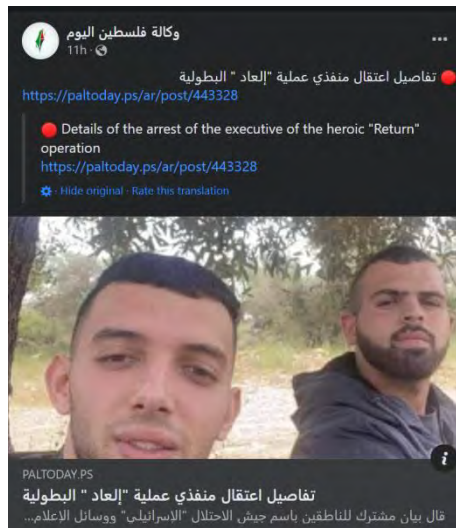 وكالة فلسطين اليوم
11h
🔴 تفاصيل اعتقال منفذي عملية "إلعاد " البطولية
https://paltoday.ps/ar/post/443328
🔴 Details of the arrest of the executive of the heroic "Return"
operation
https://paltoday.ps/ar/post/443328
Hide original · Rate this translation
PALTODAY.PS
تفاصيل اعتقال منفذي عملية "إلعاد " البطولية
قال بيان مشترك للناطقين باسم جيش الاحتلال "الإسرائيلي" ووسائل الإعلام...